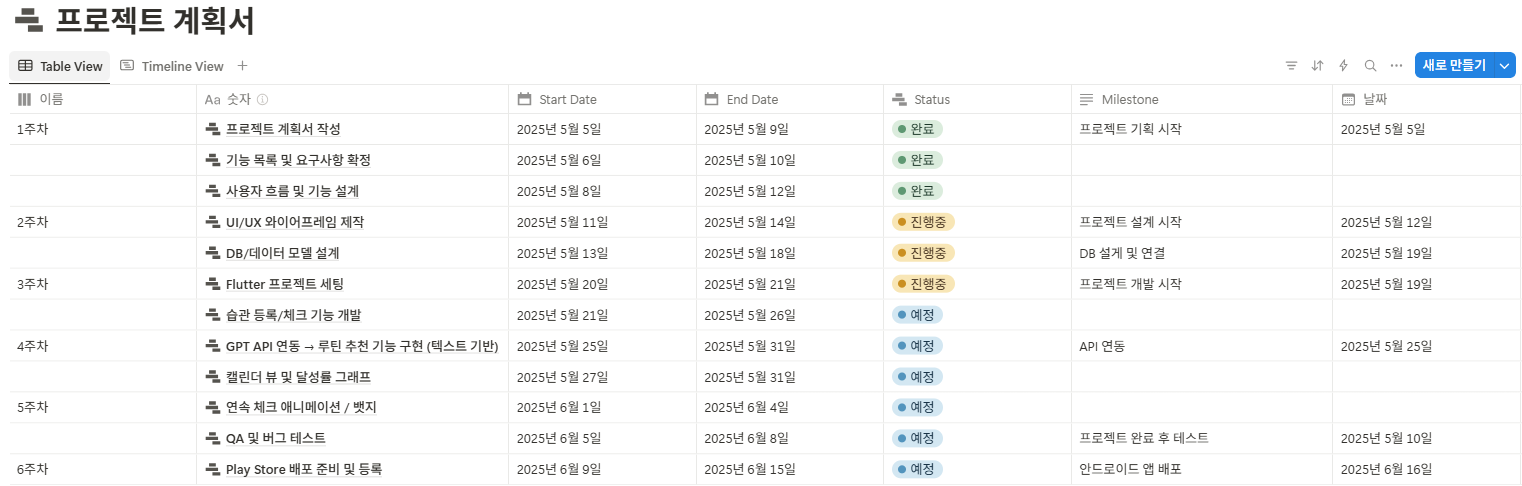 프로젝트 계획서
Table View Timeline View
새로 만들기
이름 Aa 숫자 Start Date End Date Status Milestone 날짜
1주차 프로젝트 계획서 작성 2025년 5월 5일 2025년 5월 9일 완료 프로젝트 기획 시작 2025년 5월 5일
기능 목록 및 요구사항 확정 2025년 5월 6일 2025년 5월 10일 완료
사용자 흐름 및 기능 설계 2025년 5월 8일 2025년 5월 12일 완료
2주차 UI/UX 와이어프레임 제작 2025년 5월 11일 2025년 5월 14일 진행중 프로젝트 설계 시작 2025년 5월 12일
DB/데이터 모델 설계 2025년 5월 13일 2025년 5월 18일 진행중 DB 설게 및 연결 2025년 5월 19일
3주차 Flutter 프로젝트 세팅 2025년 5월 20일 2025년 5월 21일 진행중 프로젝트 개발 시작 2025년 5월 19일
습관 등록/체크 기능 개발 2025년 5월 21일 2025년 5월 26일 예정
4주차 GPT API 연동 → 루틴 추천 기능 구현 (텍스트 기반) 2025년 5월 25일 2025년 5월 31일 예정 API 연동 2025년 5월 25일
캘린더 뷰 및 달성률 그래프 2025년 5월 27일 2025년 5월 31일 예정
5주차 연속 체크 애니메이션 / 뱃지 2025년 6월 1일 2025년 6월 4일 예정
QA 및 버그 테스트 2025년 6월 5일 2025년 6월 8일 예정 프로젝트 완료 후 테스트 2025년 5월 10일
6주차 Play Store 배포 준비 및 등록 2025년 6월 9일 2025년 6월 15일 예정 안드로이드 앱 배포 2025년 6월 16일